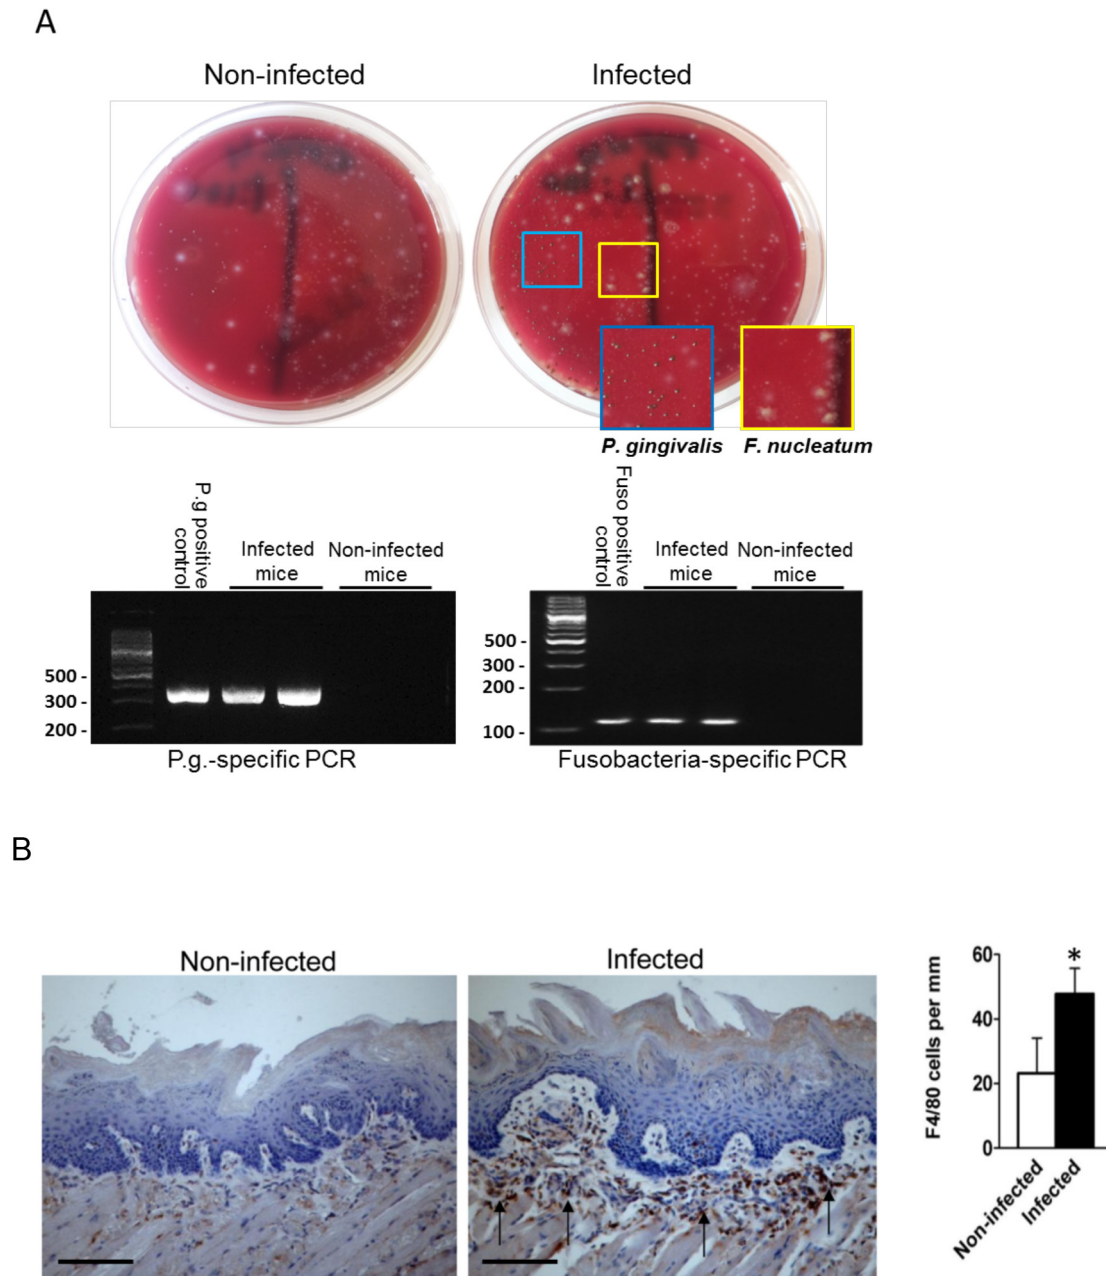 A
Non-infected
Infected
P. gingivalis
F. nucleatum
P.g positive
control
Infected
mice
Non-infected
mice
500 -
300 -
200 -
P.g.-specific PCR
Fuso positive
control
Infected
mice
Non-infected
mice
500 -
300 -
200 -
100 -
Fusobacteria-specific PCR
B
Non-infected
Infected
F4/80 cells per mm
60
40
20
0
*
Non-infected
Infected